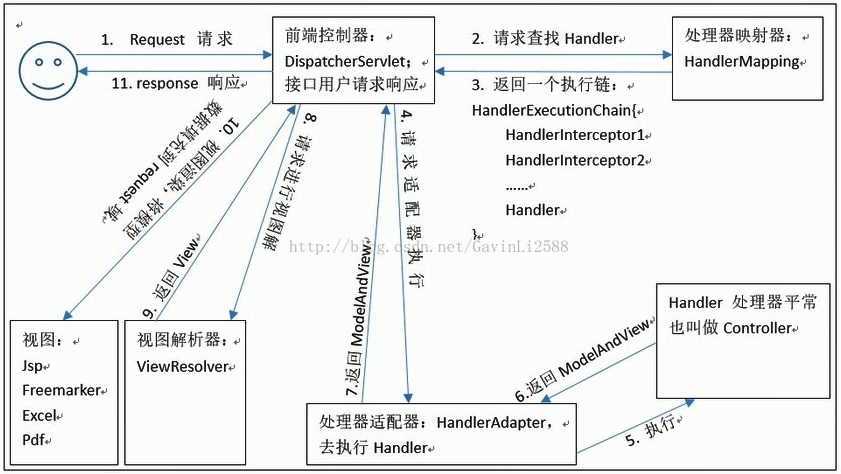 1. Request 请求
11. response 响应
前端控制器：
DispatcherServlet；
接口用户请求响应
2. 请求查找 Handler
处理器映射器：
HandlerMapping
3. 返回一个执行链：
HandlerExecutionChain{
HandlerInterceptor1
HandlerInterceptor2
……
Handler
}
10. 视图渲染，将模型
数据填充到 request 域。
9. 返回 View
8. 请求进行视图解
4. 请求适配器执行
7.返回 ModelAndView
http://blog.csdn.net/GavinLi2588
视图：
Jsp
Freemarker
Excel
Pdf
视图解析器：
ViewResolver
处理器适配器：HandlerAdapter，
去执行 Handler
6.返回 ModelAndView
5. 执行
Handler 处理器平常
也叫做 Controller